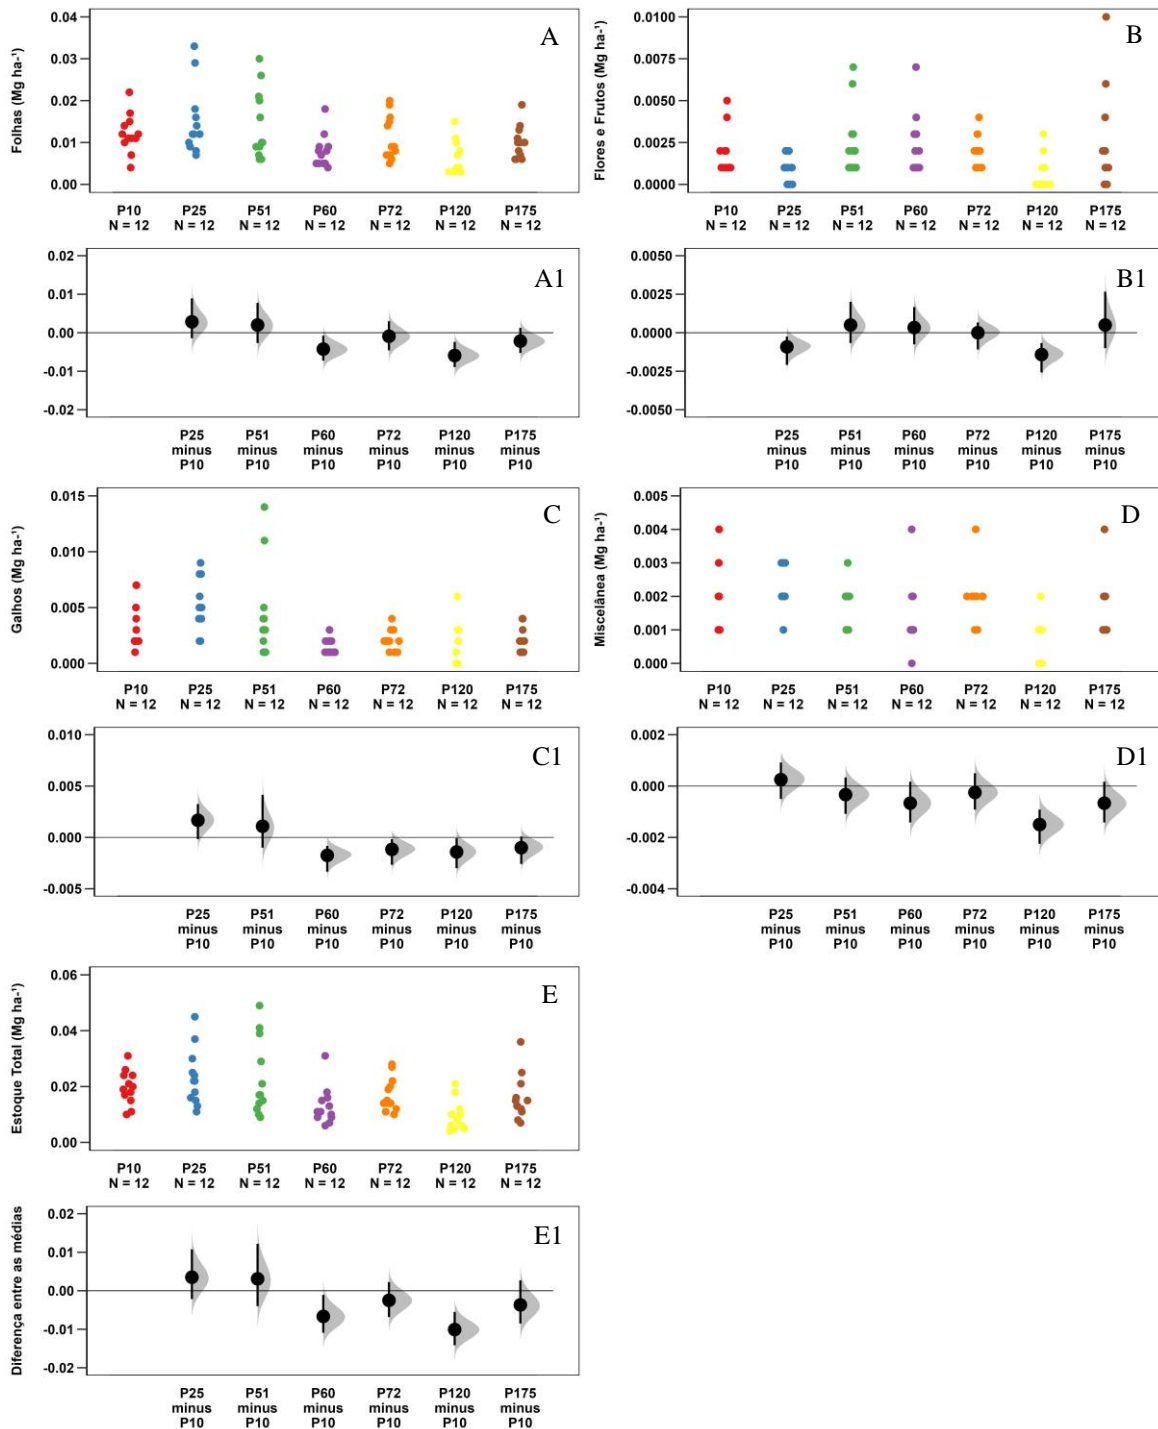 Folhas (Mg ha-¹)
0.04
0.03
0.02
0.01
0.00
A
P10 P25 P51 P60 P72 P120 P175
N = 12 N = 12 N = 12 N = 12 N = 12 N = 12 N = 12
Flores e Frutos (Mg ha-¹)
0.0100
0.0075
0.0050
0.0025
0.0000
B
P10 P25 P51 P60 P72 P120 P175
N = 12 N = 12 N = 12 N = 12 N = 12 N = 12 N = 12
0.02
0.01
0.00
-0.01
-0.02
A1
P25 P51 P60 P72 P120 P175
minus minus minus minus minus minus
P10 P10 P10 P10 P10 P10
0.0050
0.0025
0.0000
-0.0025
-0.0050
B1
P25 P51 P60 P72 P120 P175
minus minus minus minus minus minus
P10 P10 P10 P10 P10 P10
Galhos (Mg ha-¹)
0.015
0.010
0.005
0.000
C
P10 P25 P51 P60 P72 P120 P175
N = 12 N = 12 N = 12 N = 12 N = 12 N = 12 N = 12
Miscelânea (Mg ha-¹)
0.005
0.004
0.003
0.002
0.001
0.000
D
P10 P25 P51 P60 P72 P120 P175
N = 12 N = 12 N = 12 N = 12 N = 12 N = 12 N = 12
0.010
0.005
0.000
-0.005
C1
P25 P51 P60 P72 P120 P175
minus minus minus minus minus minus
P10 P10 P10 P10 P10 P10
0.002
0.000
-0.002
-0.004
D1
P25 P51 P60 P72 P120 P175
minus minus minus minus minus minus
P10 P10 P10 P10 P10 P10
Estoque Total (Mg ha-¹)
0.06
0.04
0.02
0.00
E
P10 P25 P51 P60 P72 P120 P175
N = 12 N = 12 N = 12 N = 12 N = 12 N = 12 N = 12
Diferença entre as médias
0.02
0.01
0.00
-0.01
-0.02
E1
P25 P51 P60 P72 P120 P175
minus minus minus minus minus minus
P10 P10 P10 P10 P10 P10